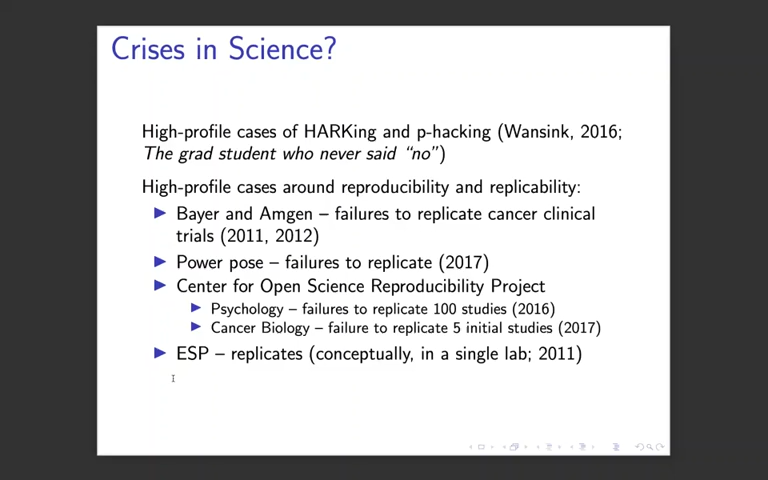 Crises in Science?
High-profile cases of HARKing and p-hacking (Wansink, 2016;
The grad student who never said “no”)
High-profile cases around reproducibility and replicability:
Bayer and Amgen – failures to replicate cancer clinical
trials (2011, 2012)
Power pose – failures to replicate (2017)
Center for Open Science Reproducibility Project
Psychology – failures to replicate 100 studies (2016)
Cancer Biology – failure to replicate 5 initial studies (2017)
ESP – replicates (conceptually, in a single lab; 2011)